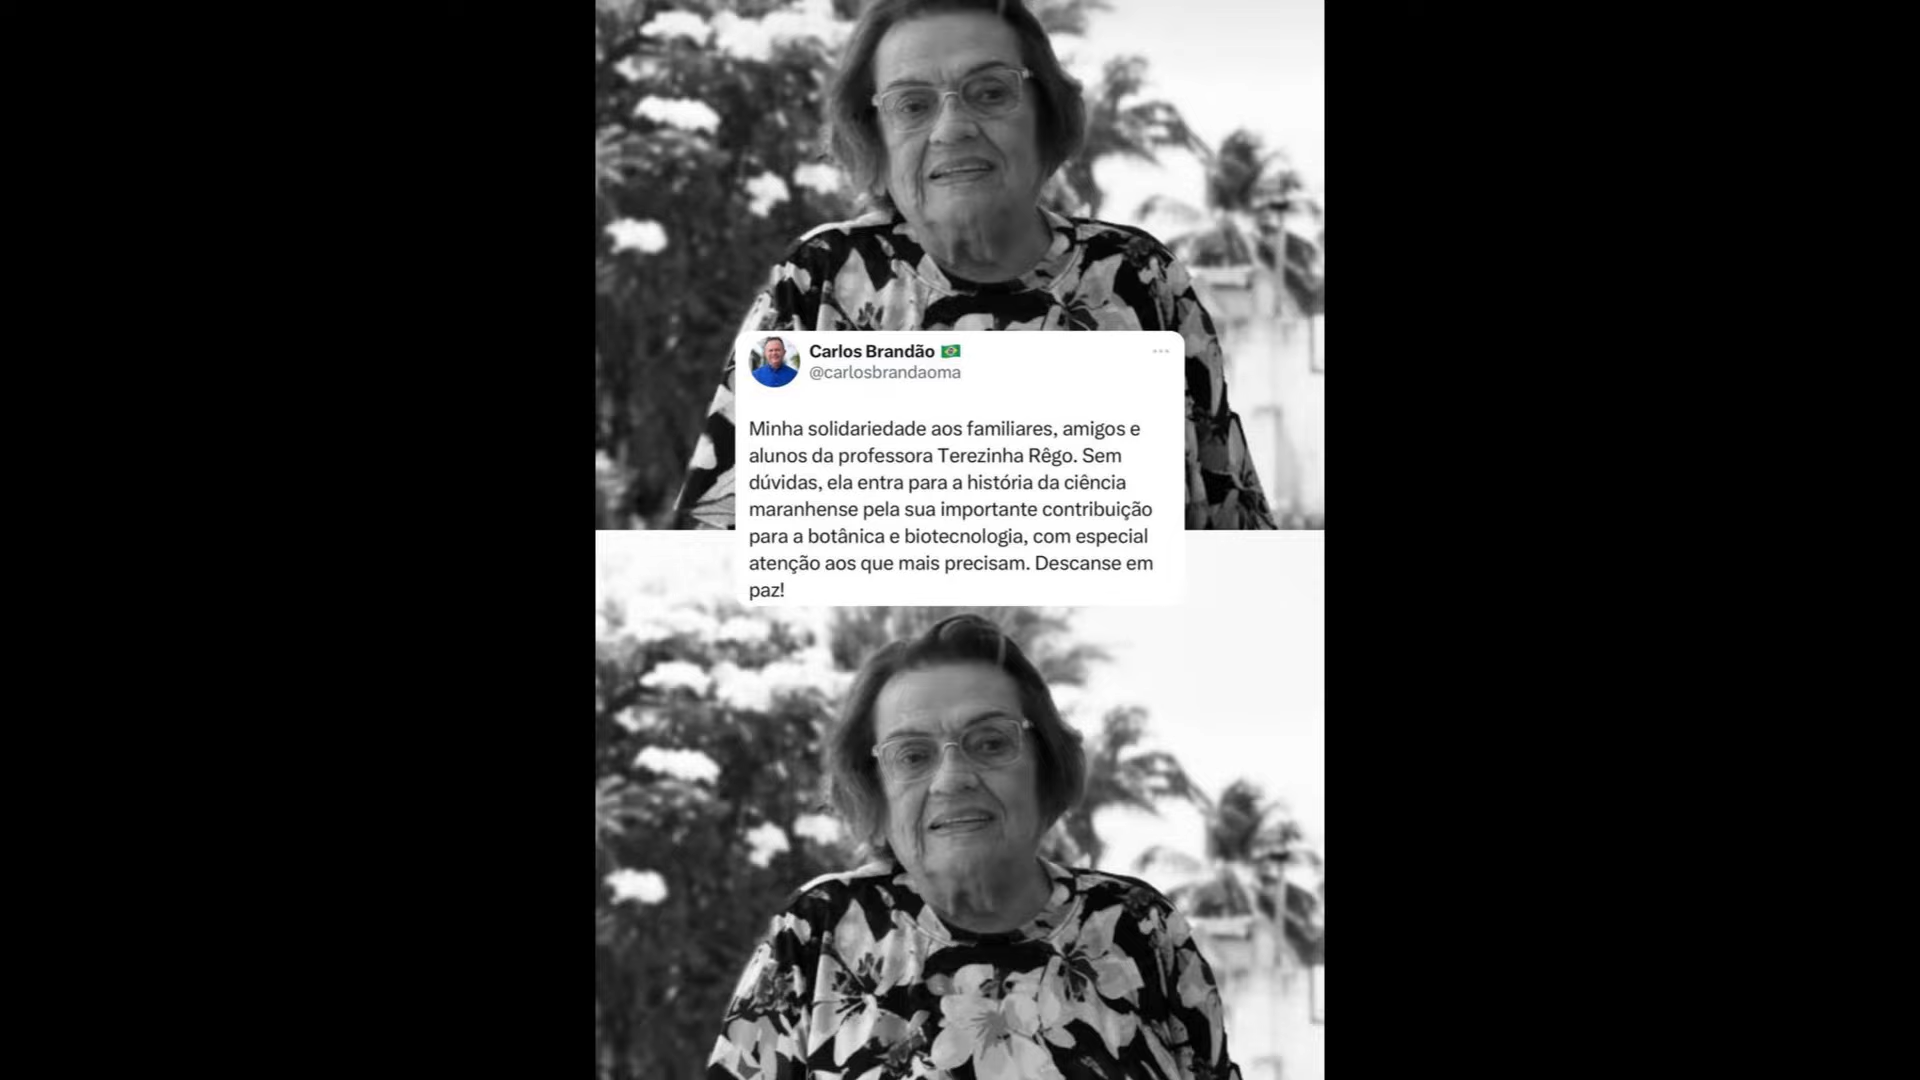 Carlos Brandão 🇧🇷
@carlosbrandaoma
Minha solidariedade aos familiares, amigos e
alunos da professora Terezinha Rêgo. Sem
dúvidas, ela entra para a história da ciência
maranhense pela sua importante contribuição
para a botânica e biotecnologia, com especial
atenção aos que mais precisam. Descanse em
paz!